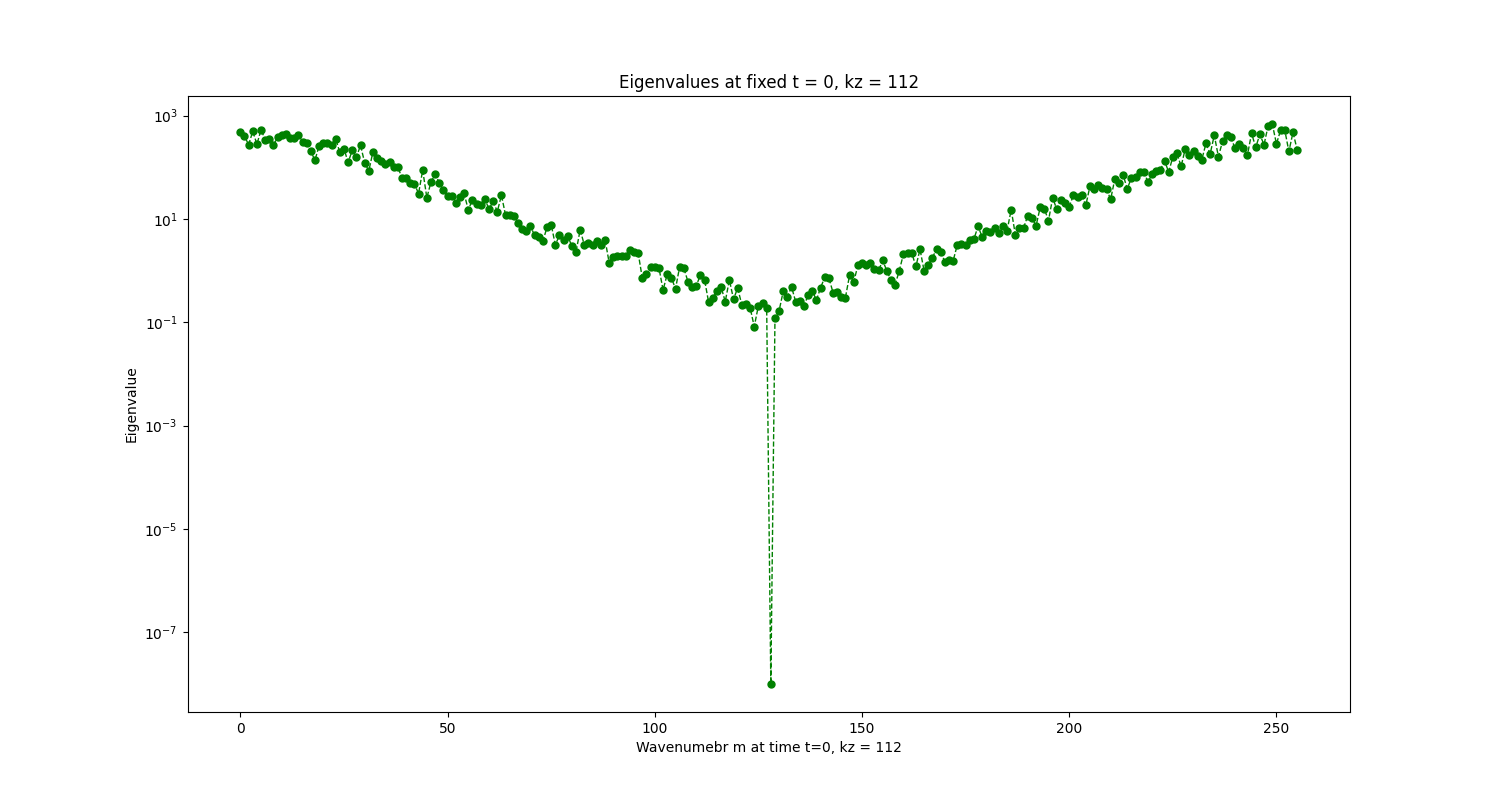 Eigenvalues at fixed t = 0, kz = 112
10³
10¹
10⁻¹
10⁻³
10⁻⁵
10⁻⁷
Eigenvalue
0 50 100 150 200 250
Wavenumebr m at time t=0, kz = 112